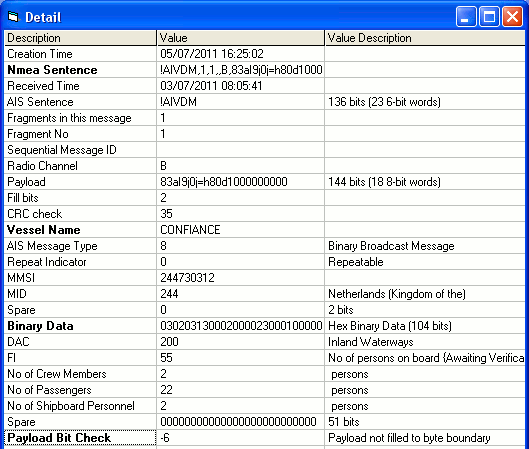 Detail
Description Value Value Description
Creation Time 05/07/2011 16:25:02
Nmea Sentence !AIVDM,1,1,,B,83aI9j0j=h80d1000
Received Time 03/07/2011 08:05:41
AIS Sentence !AIVDM 136 bits (23 6-bit words)
Fragments in this message 1
Fragment No 1
Sequential Message ID
Radio Channel B
Payload 83aI9j0j=h80d1000000000 144 bits (18 8-bit words)
Fill bits 2
CRC check 35
Vessel Name CONFIANCE
AIS Message Type 8 Binary Broadcast Message
Repeat Indicator 0 Repeatable
MMSI 244730312
MID 244 Netherlands (Kingdom of the)
Spare 0 2 bits
Binary Data 03020313000200002300010000 Hex Binary Data (104 bits)
DAC 200 Inland Waterways
FI 55 No of persons on board {Awaiting Verifica
No of Crew Members 2 persons
No of Passengers 22 persons
No of Shipboard Personnel 2 persons
Spare 00000000000000000000000000 51 bits
Payload Bit Check -6 Payload not filled to byte boundary